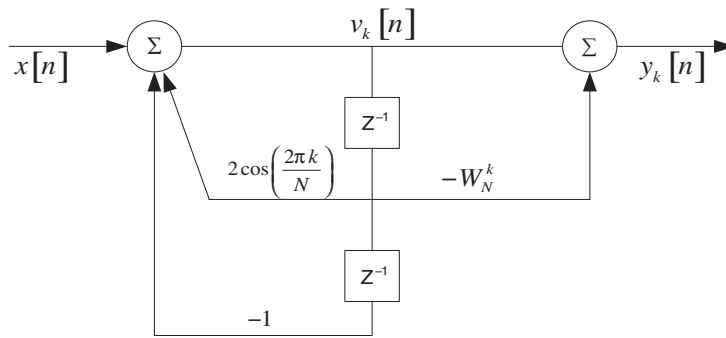 Σ
v_k[n]
Σ
x[n]
y_k[n]
Z⁻¹
2cos(2πk/N)
−W_N^k
Z⁻¹
−1